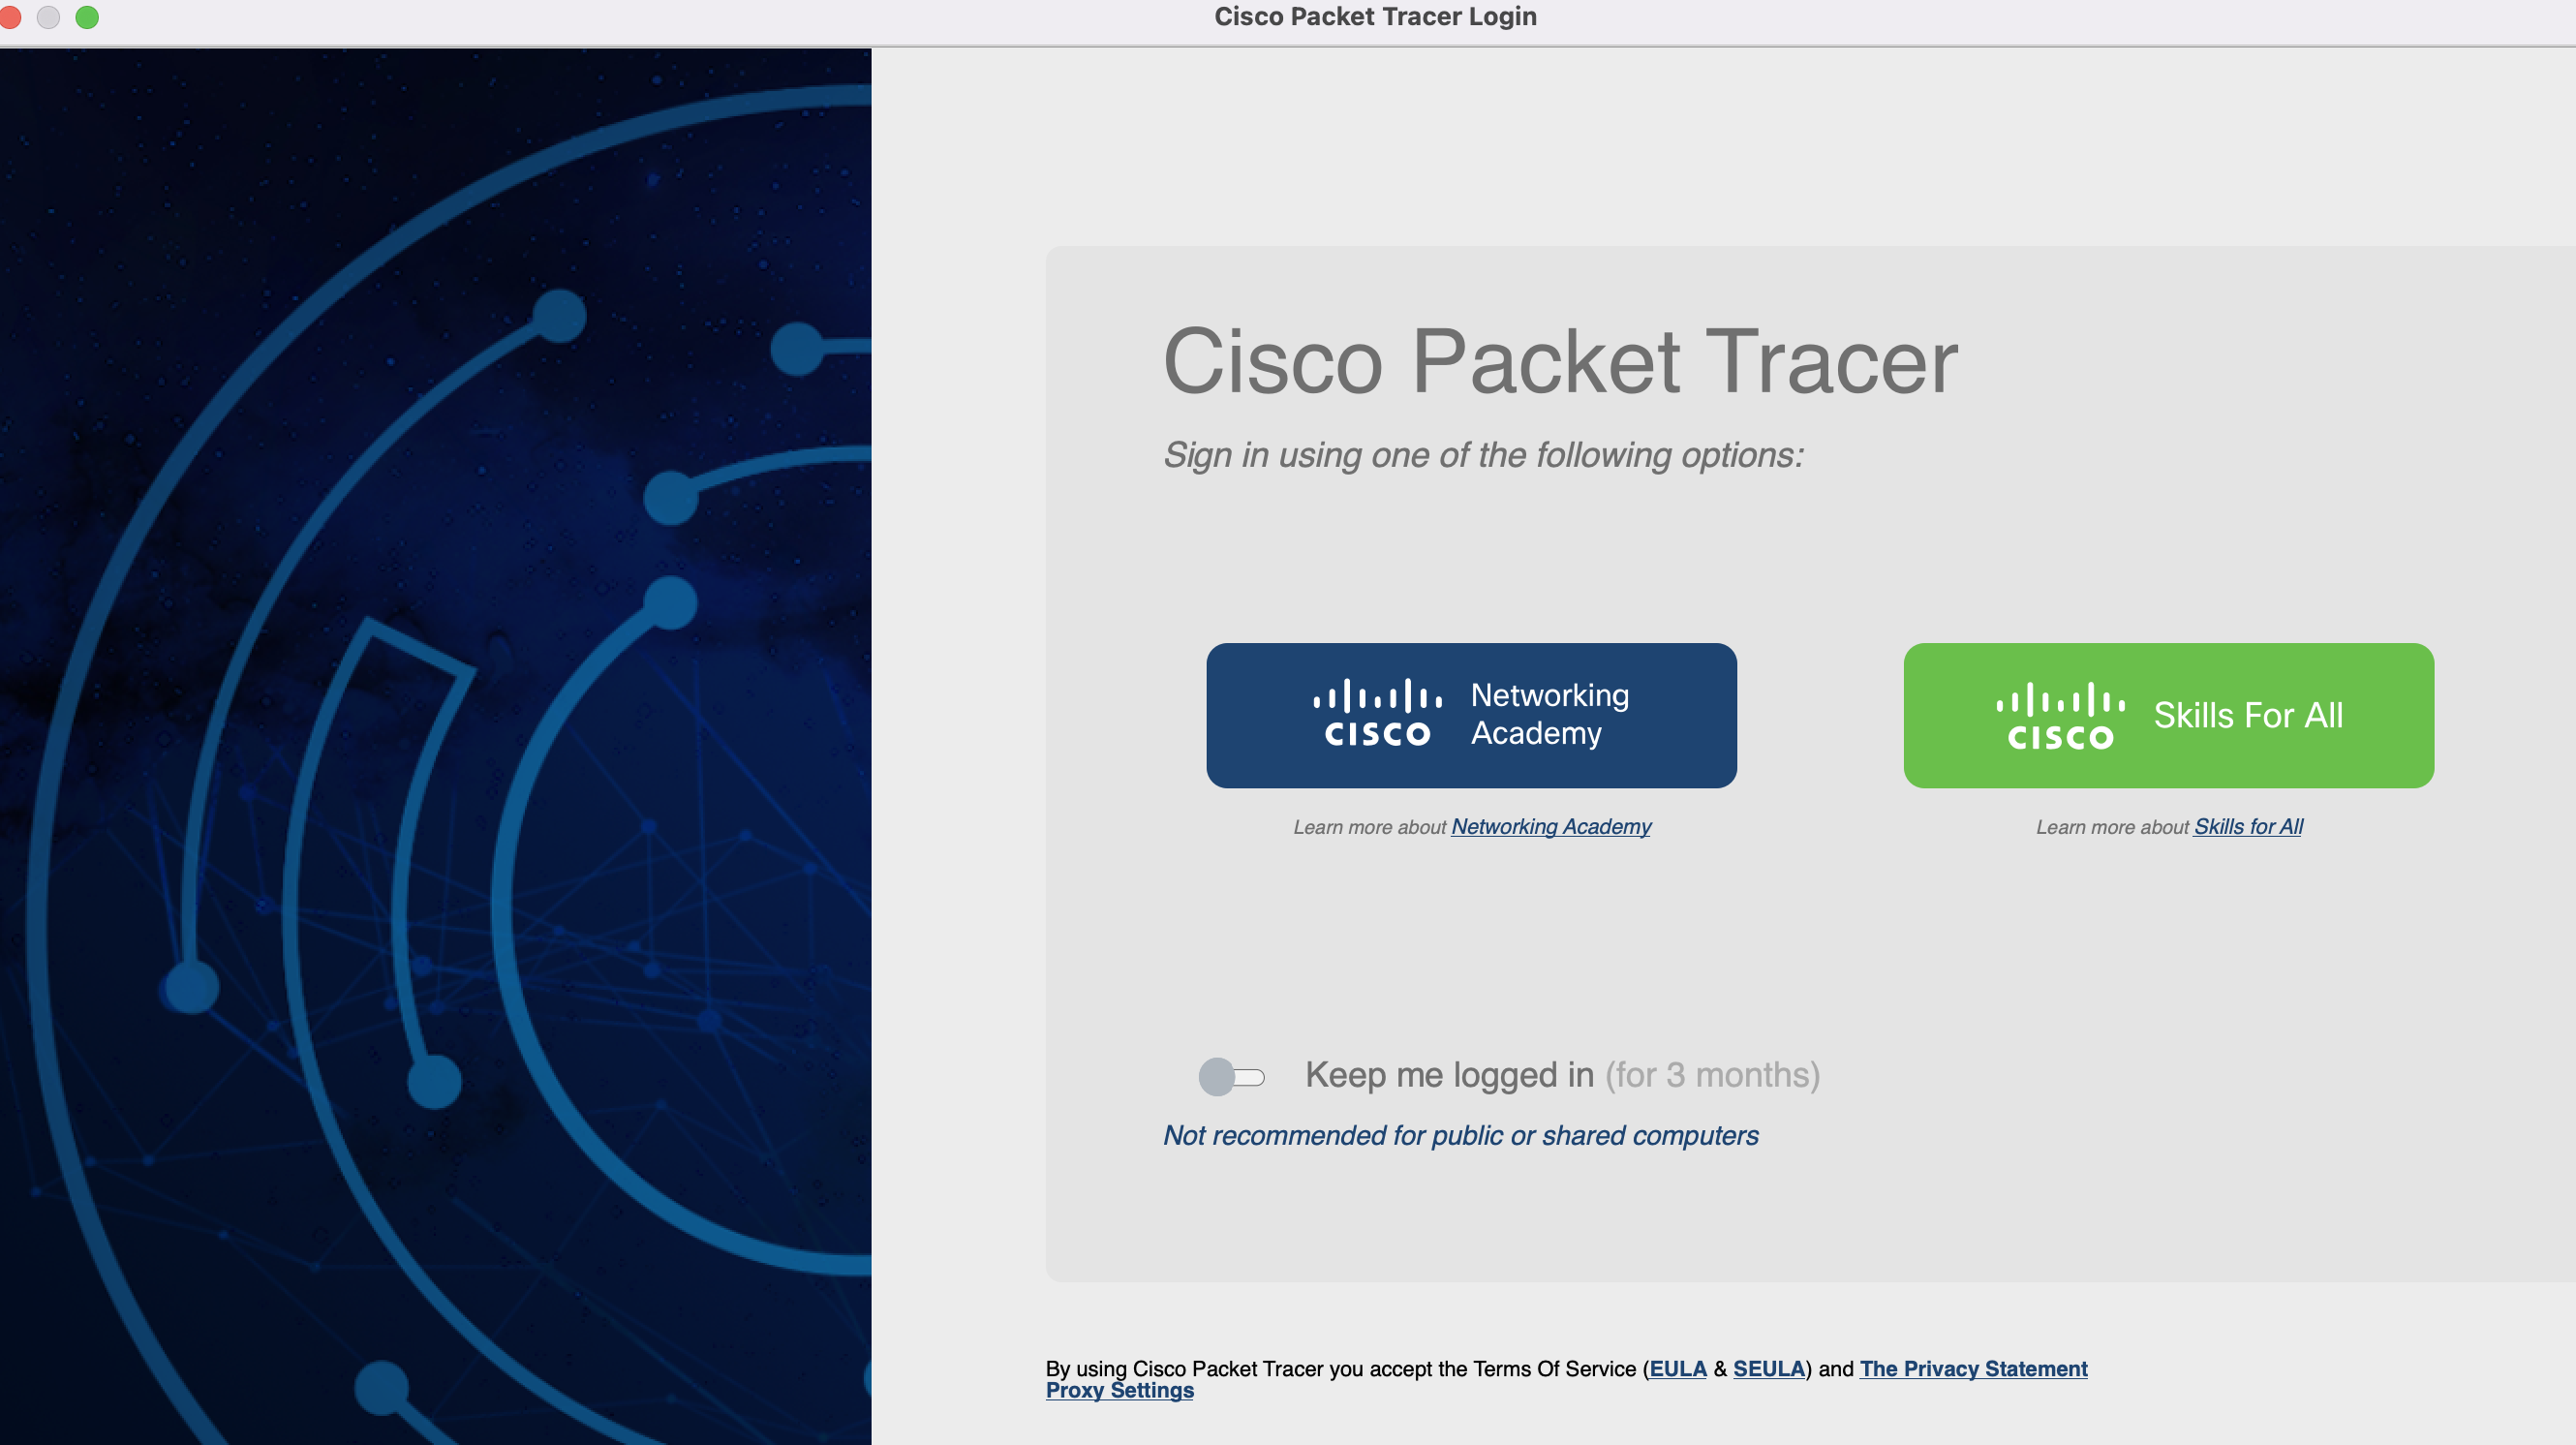 Cisco Packet Tracer Login
Cisco Packet Tracer
Sign in using one of the following options:
CISCO
Networking
Academy
CISCO
Skills For All
Learn more about Networking Academy
Learn more about Skills for All
Keep me logged in (for 3 months)
Not recommended for public or shared computers
By using Cisco Packet Tracer you accept the Terms Of Service (EULA & SEULA) and The Privacy Statement
Proxy Settings